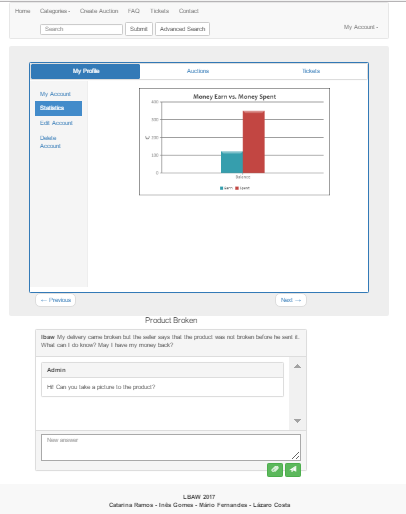 Home Categories- Create Auction FAQ Tickets Contact
Search Submit Advanced Search My Account -
My Profile Auctions Tickets
My Account
Statistics
Edit Account
Delete
Account
Money Earn vs. Money Spent
400
300
€
100
0
Balance
Earn Spent
← Previous Next →
Product Broken
lbaw My delivery came broken but the seller says that the product was not broken before he sent it.
What can I do know? May I have my money back?
Admin
Hi! Can you take a picture to the product?
New answer
LBAW 2017
Catarina Ramos - Inês Gomes - Mário Fernandes - Lázaro Costa